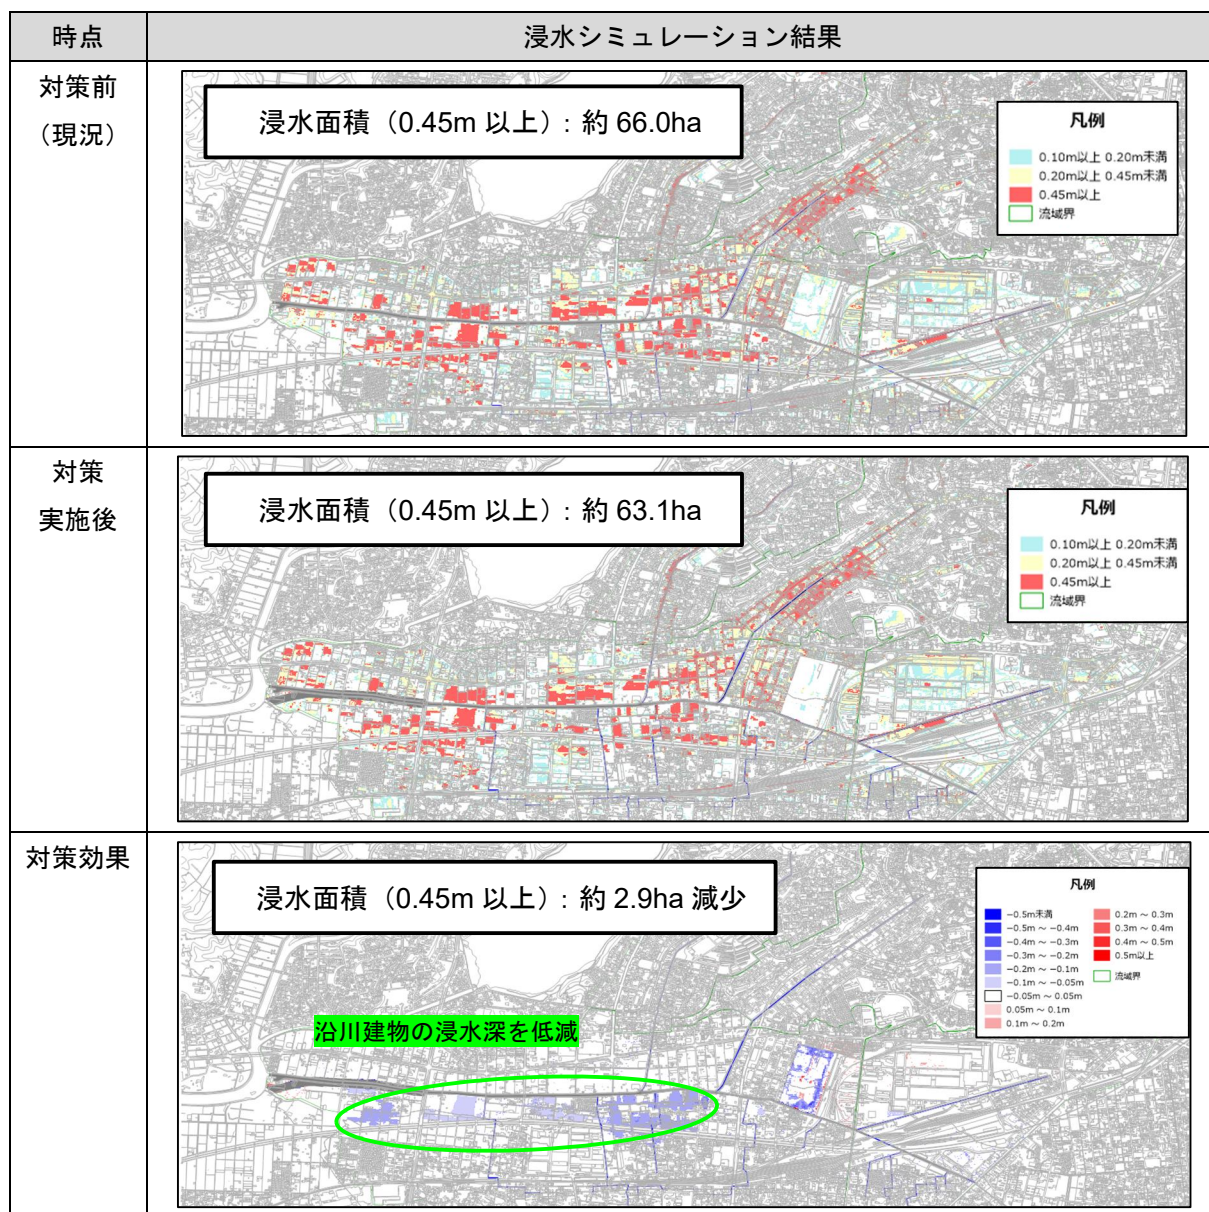 時点
浸水シミュレーション結果
対策前
（現況）
浸水面積（0.45m 以上）：約 66.0ha
凡例
0.10m以上 0.20m未満
0.20m以上 0.45m未満
0.45m以上
流域界
対策
実施後
浸水面積（0.45m 以上）：約 63.1ha
凡例
0.10m以上 0.20m未満
0.20m以上 0.45m未満
0.45m以上
流域界
対策効果
浸水面積（0.45m 以上）：約 2.9ha 減少
凡例
−0.5m未満
−0.5m ～ −0.4m
−0.4m ～ −0.3m
−0.3m ～ −0.2m
−0.2m ～ −0.1m
−0.1m ～ −0.05m
−0.05m ～ 0.05m
0.05m ～ 0.1m
0.1m ～ 0.2m
0.2m ～ 0.3m
0.3m ～ 0.4m
0.4m ～ 0.5m
0.5m以上
流域界
沿川建物の浸水深を低減